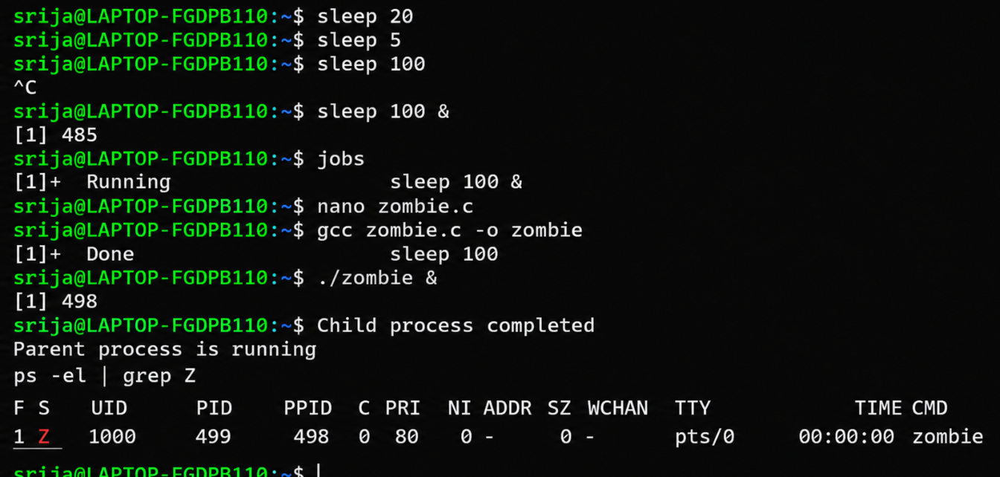 srija@LAPTOP-FGDPB110:~$ sleep 20
srija@LAPTOP-FGDPB110:~$ sleep 5
srija@LAPTOP-FGDPB110:~$ sleep 100
^C
srija@LAPTOP-FGDPB110:~$ sleep 100 &
[1] 485
srija@LAPTOP-FGDPB110:~$ jobs
[1]+  Running                 sleep 100 &
srija@LAPTOP-FGDPB110:~$ nano zombie.c
srija@LAPTOP-FGDPB110:~$ gcc zombie.c -o zombie
[1]+  Done                    sleep 100
srija@LAPTOP-FGDPB110:~$ ./zombie &
[1] 498
srija@LAPTOP-FGDPB110:~$ Child process completed
Parent process is running
ps -el | grep Z
F S   UID     PID    PPID  C PRI  NI ADDR SZ WCHAN  TTY          TIME CMD
1 Z  1000     499     498  0  80   0 -     0 -      pts/0    00:00:00 zombie
srija@LAPTOP-FGDPB110:~$